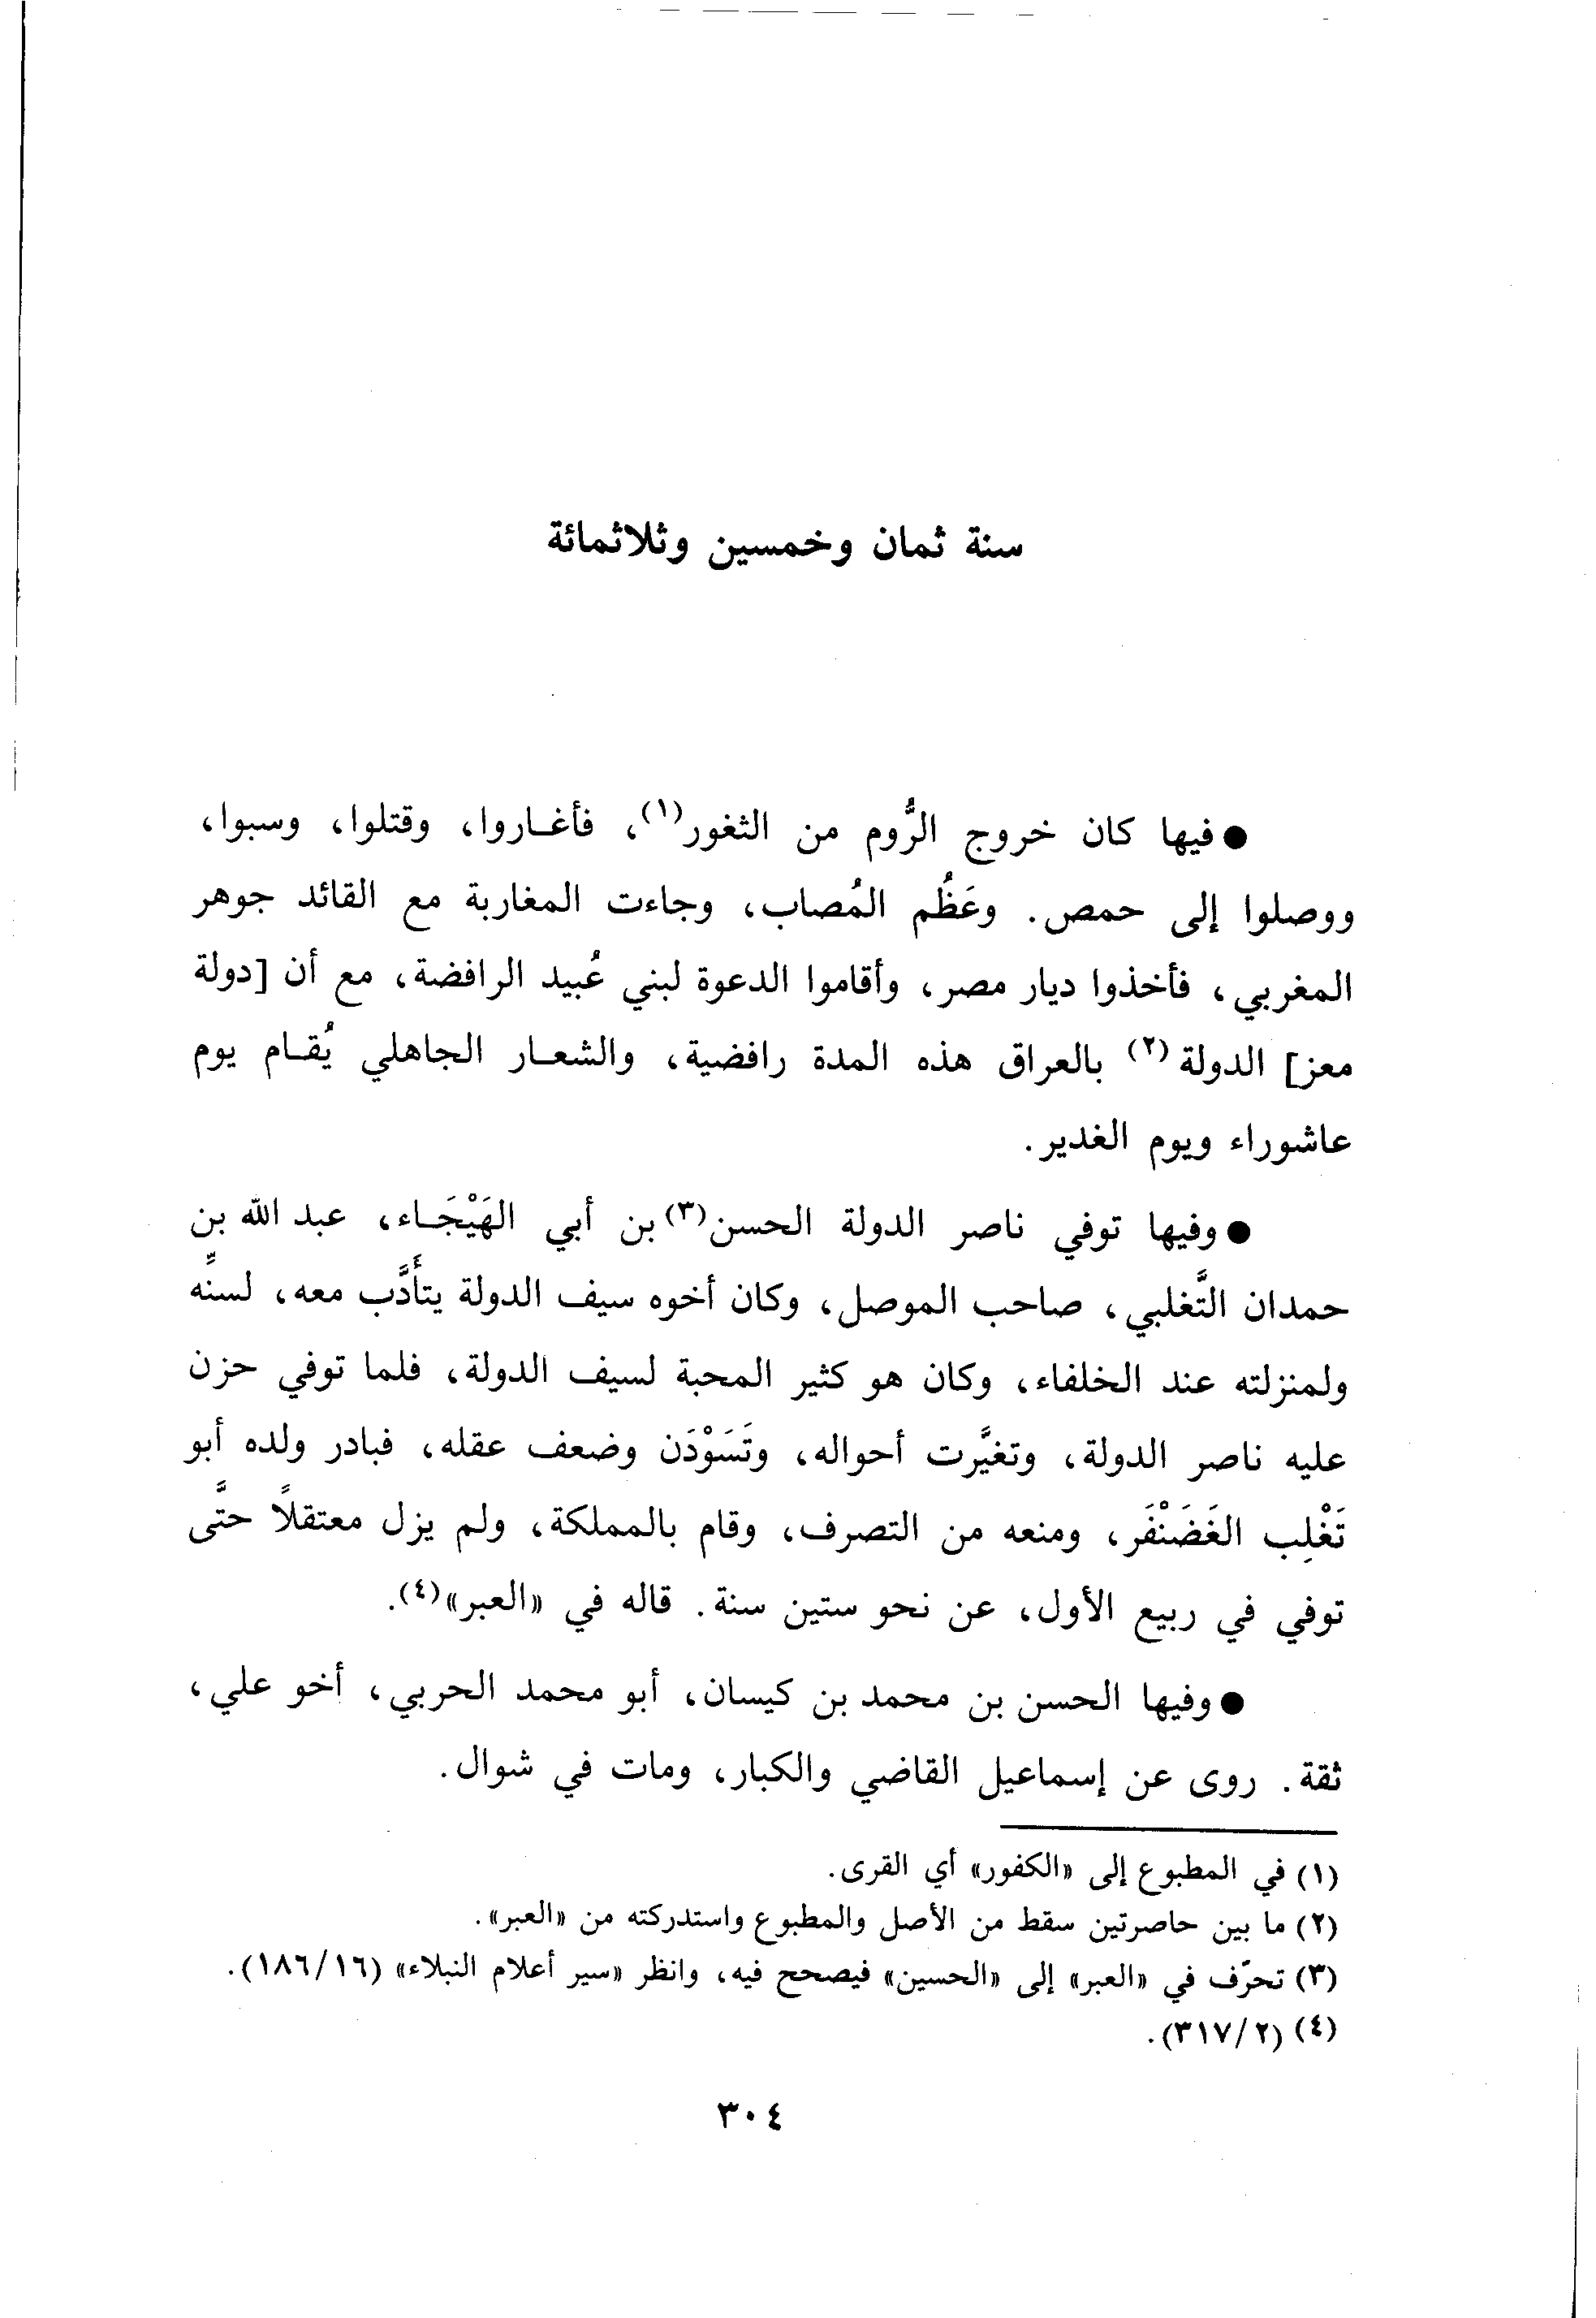 سنة ثمان وخمسين وثلاثمائة
● فيها كان خروج الرُّوم من الثغور(١)، فأغـاروا، وقتلوا، وسبوا،
ووصلوا إلى حمص. وعَظُم المُصاب، وجاءت المغاربة مع القائد جوهر
المغربي، فأخذوا ديار مصر، وأقاموا الدعوة لبني عُبيد الرافضة، مع أن [دولة
معز] الدولة(٢) بالعراق هذه المدة رافضية، والشعـار الجاهلي يُقـام يوم
عاشوراء ويوم الغدير.
● وفيها توفي ناصر الدولة الحسن(٣) بن أبي الهَيْجَـاء، عبد الله بن
حمدان التَّغلبي، صاحب الموصل، وكان أخوه سيف الدولة يتأدَّب معه، لسنِّه
ولمنزلته عند الخلفاء، وكان هو كثير المحبة لسيف الدولة، فلما توفي حزن
عليه ناصر الدولة، وتغيَّرت أحواله، وتَسَوْدَن وضعف عقله، فبادر ولده أبو
تَغْلِب الغَضَنْفَر، ومنعه من التصرف، وقام بالمملكة، ولم يزل معتقلاً حتَّى
توفي في ربيع الأول، عن نحو ستين سنة. قاله في «العبر»(٤).
● وفيها الحسن بن محمد بن كيسان، أبو محمد الحربي، أخو علي،
ثقة. روى عن إسماعيل القاضي والكبار، ومات في شوال.
(١) في المطبوع إلى «الكفور» أي القرى.
(٢) ما بين حاصرتين سقط من الأصل والمطبوع واستدركته من «العبر».
(٣) تحرّف في «العبر» إلى «الحسين» فيصحح فيه، وانظر «سير أعلام النبلاء» (١٦/١٨٦).
(٤) (٢/٣١٧).
٣٠٤